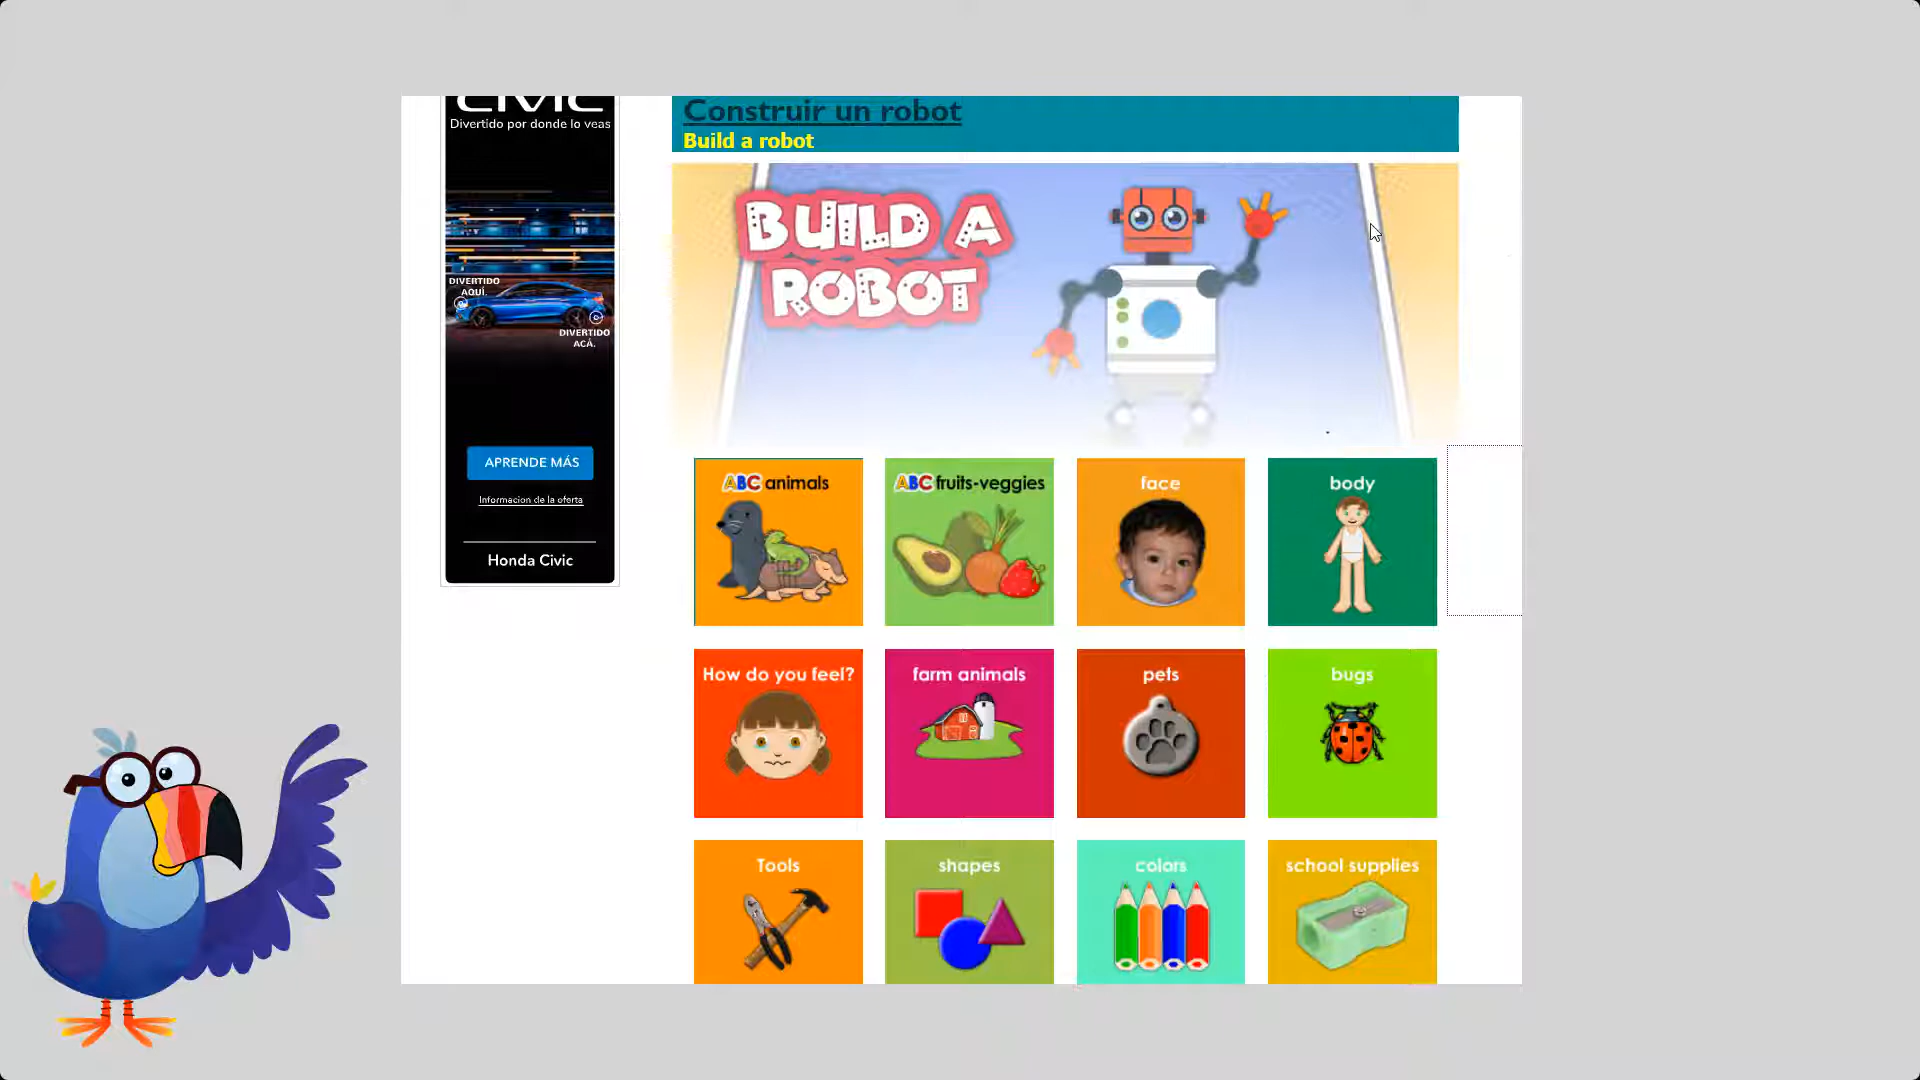 CIVIC
Divertido por donde lo veas
DIVERTIDO
AQUÍ.
DIVERTIDO
ACÁ.
APRENDE MÁS
Informacion de la oferta
Honda Civic
Construir un robot
Build a robot
BUILD A
ROBOT
ABC animals
ABC fruits-veggies
face
body
How do you feel?
farm animals
pets
bugs
Tools
shapes
colors
school supplies